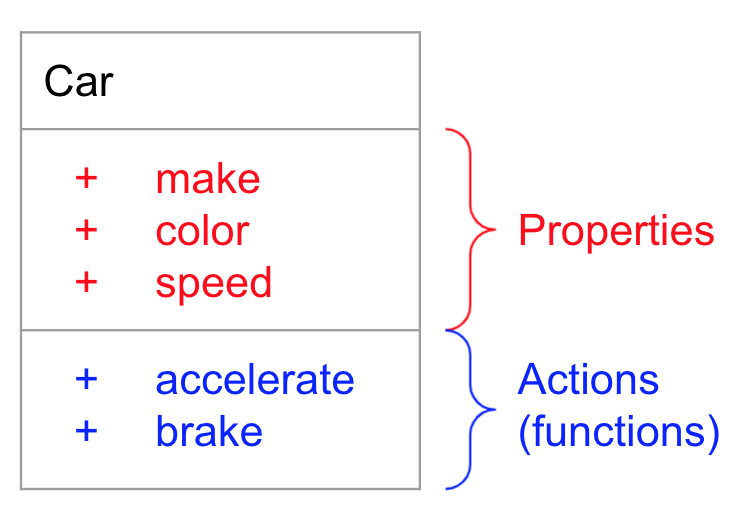 Car
+ make
+ color
+ speed
Properties
+ accelerate
+ brake
Actions
(functions)